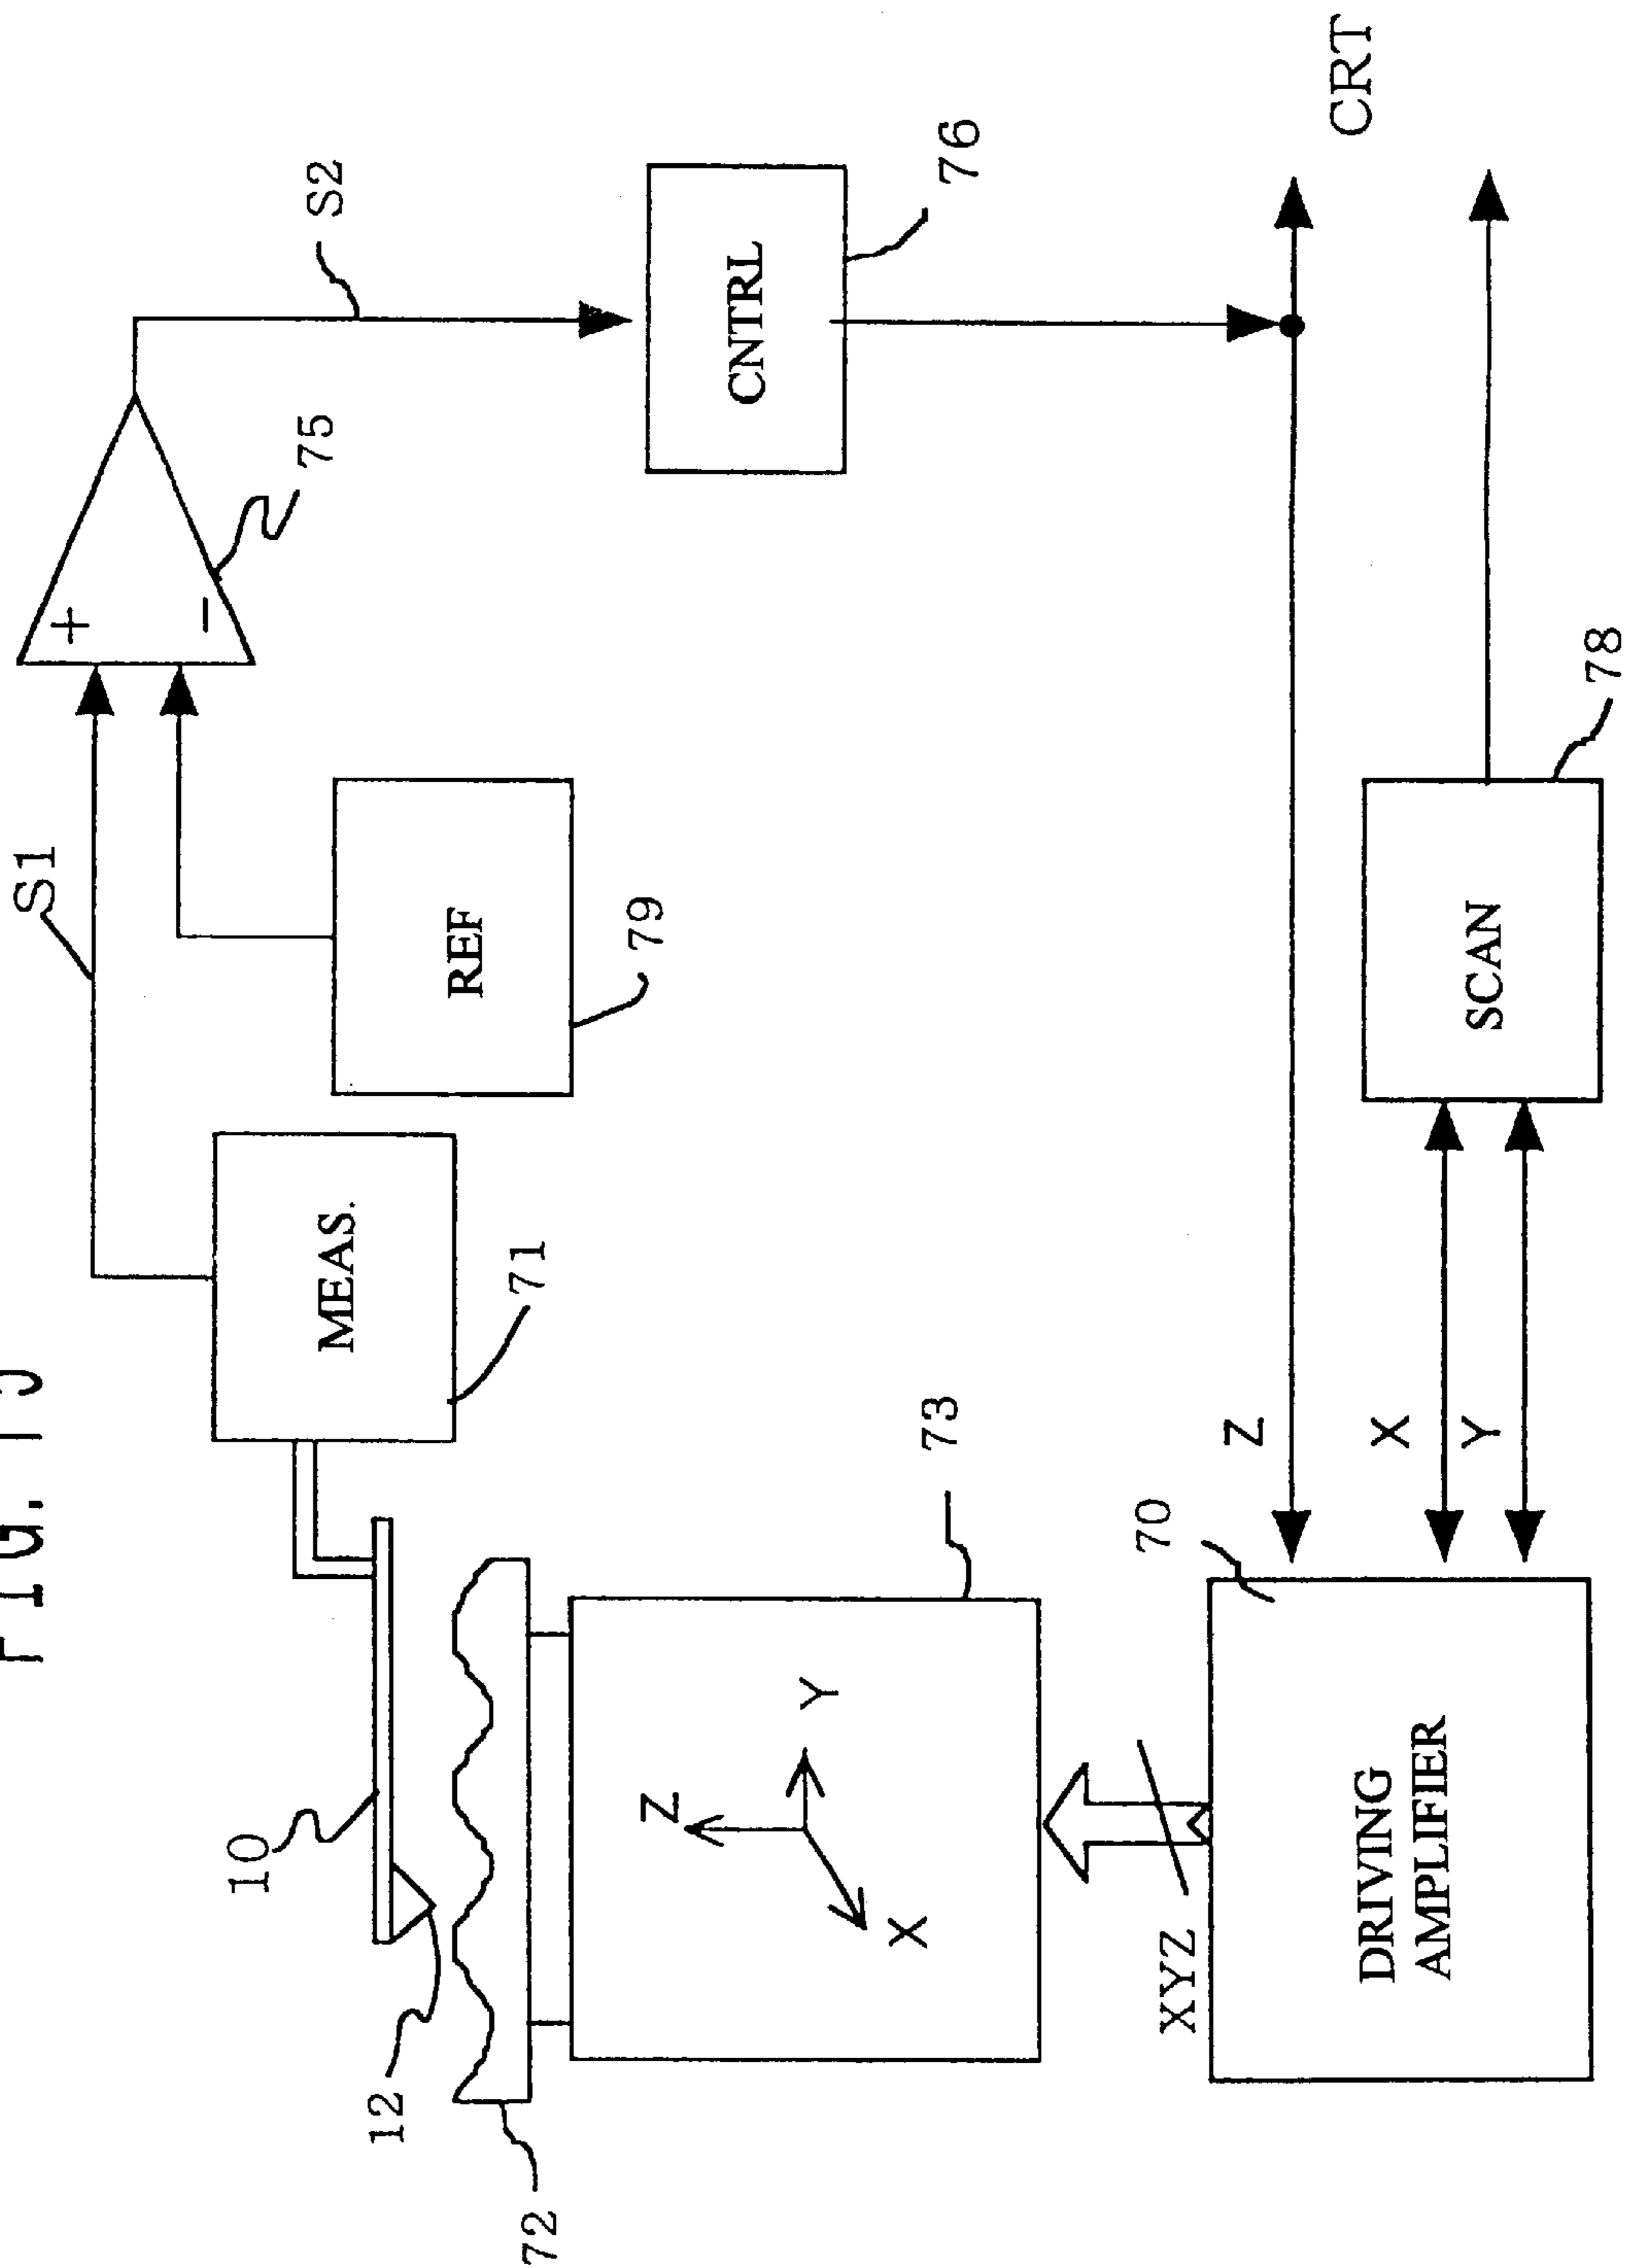 FIG.
S1
+
−
75
S2
10
MEAS.
71
REF
79
12
72
CNTRL
76
Z
Y
X
73
XYZ
70
Z
X
Y
DRIVING
AMPLIFIER
SCAN
78
CRT